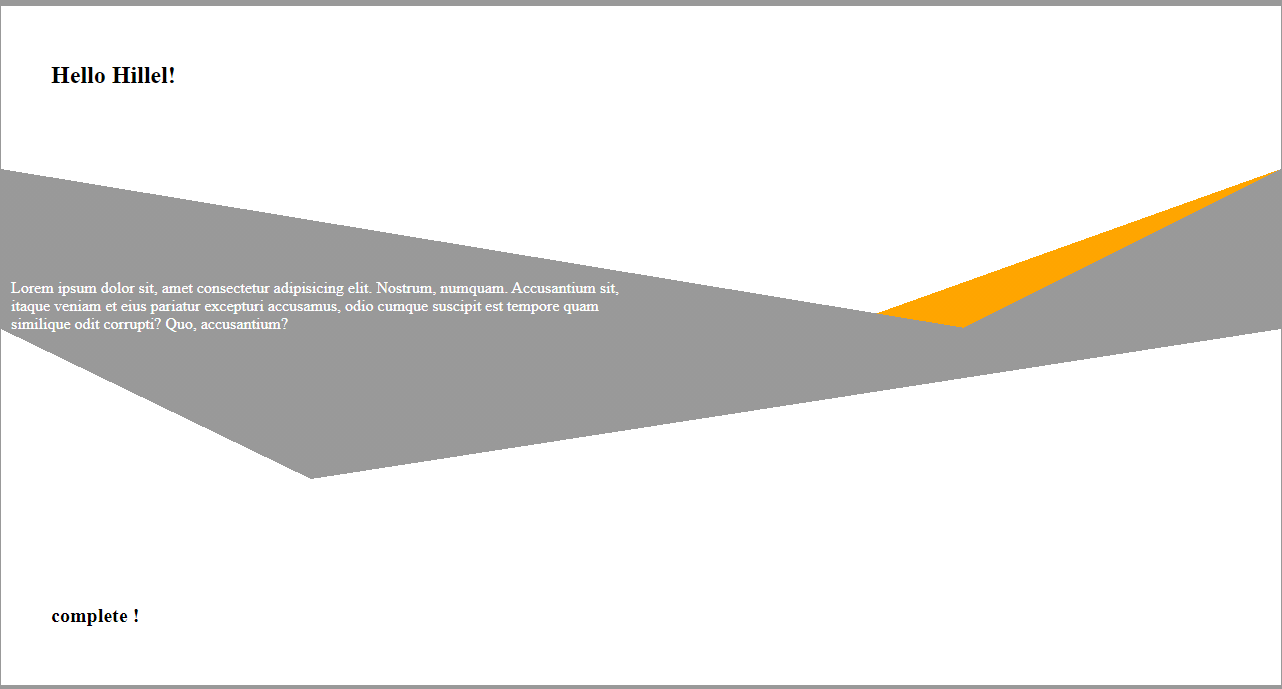 Hello Hillel!
Lorem ipsum dolor sit, amet consectetur adipisicing elit. Nostrum, numquam. Accusantium sit,
itaque veniam et eius pariatur excepturi accusamus, odio cumque suscipit est tempore quam
similique odit corrupti? Quo, accusantium?
complete !